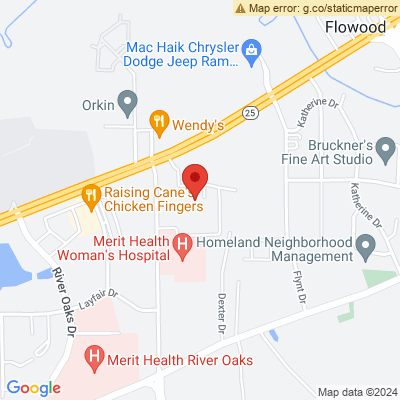 Map error: g.co/staticmaperror
Flowood
Mac Haik Chrysler
Dodge Jeep Ram...
Orkin
Katherine Dr
25
Wendy's
Bruckner's
Fine Art Studio
Raising Cane's
Chicken Fingers
Katherine Dr
Merit Health
Woman's Hospital
Homeland Neighborhood
Management
River Oaks Dr
Layfair Dr
Dexter Dr
Flynt Dr
Merit Health River Oaks
Google
Map data ©2024